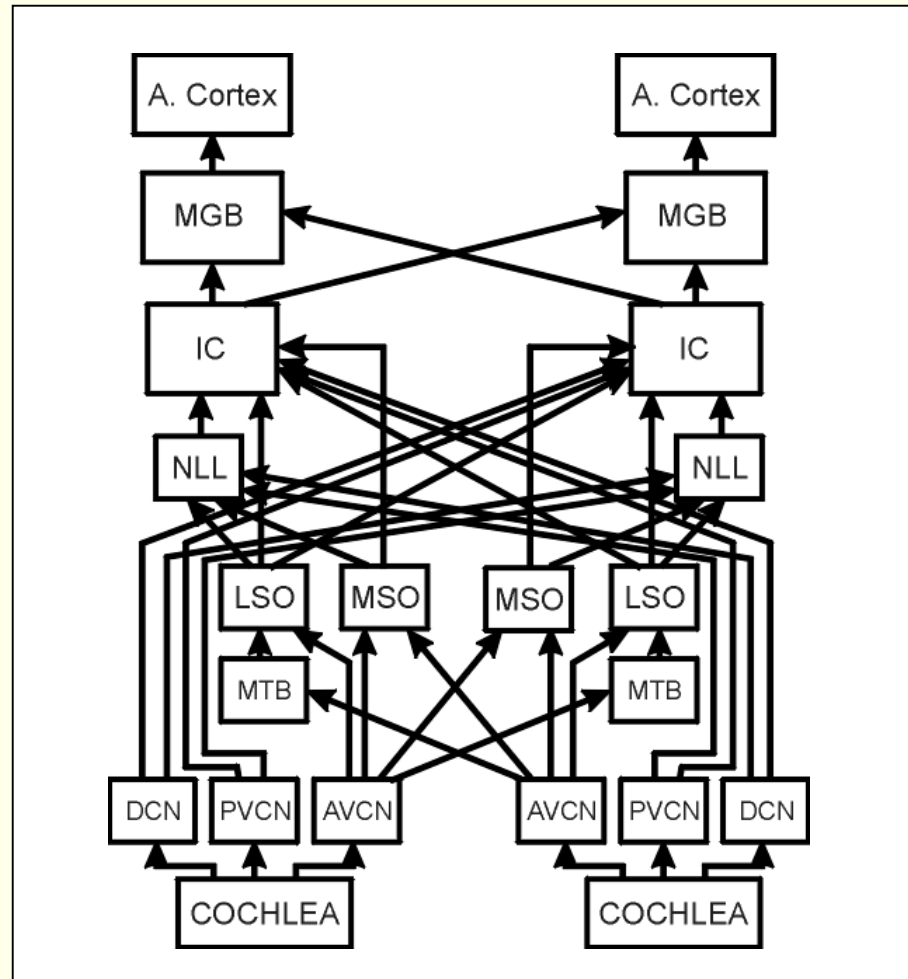 A. Cortex A. Cortex
MGB MGB
IC IC
NLL NLL
LSO MSO MSO LSO
MTB MTB
DCN PVCN AVCN AVCN PVCN DCN
COCHLEA COCHLEA